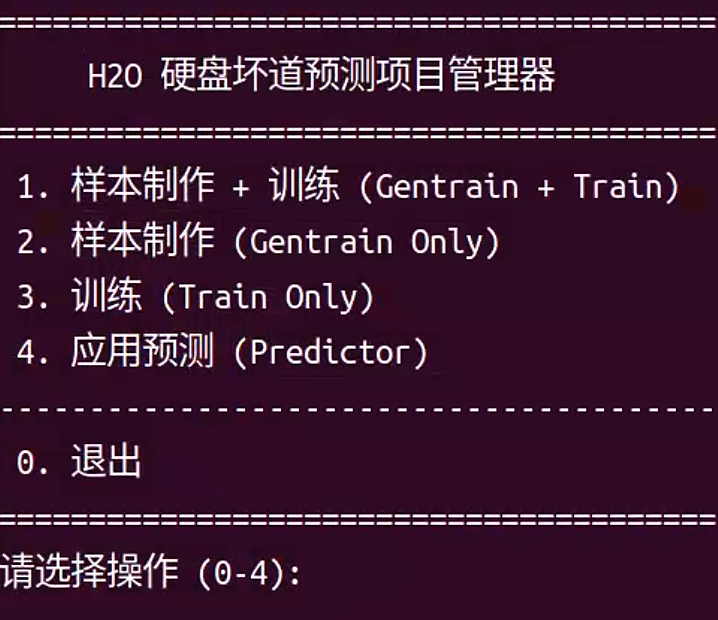 ========================================
H2O 硬盘坏道预测项目管理器
========================================
1. 样本制作 + 训练 (Gentrain + Train)
2. 样本制作 (Gentrain Only)
3. 训练 (Train Only)
4. 应用预测 (Predictor)
----------------------------------------
0. 退出
========================================
请选择操作 (0-4):